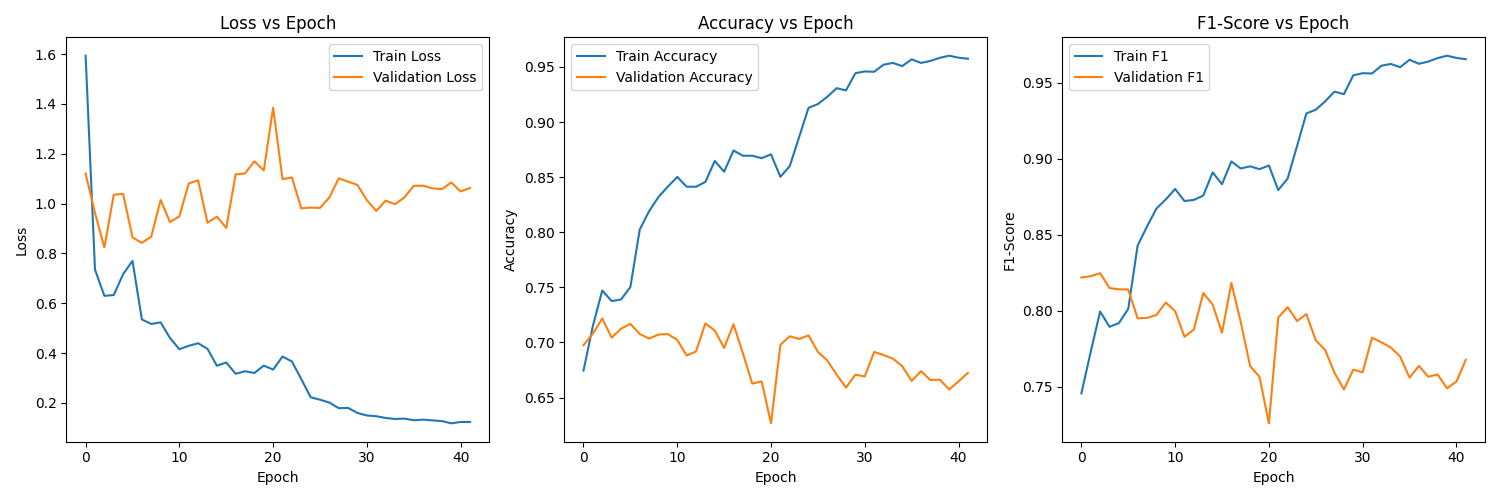 Loss vs Epoch
Train Loss
Validation Loss
1.6
1.4
1.2
1.0
0.8
0.6
0.4
0.2
Loss
0 10 20 30 40
Epoch
Accuracy vs Epoch
Train Accuracy
Validation Accuracy
0.95
0.90
0.85
0.80
0.75
0.70
0.65
Accuracy
0 10 20 30 40
Epoch
F1-Score vs Epoch
Train F1
Validation F1
0.95
0.90
0.85
0.80
0.75
F1-Score
0 10 20 30 40
Epoch